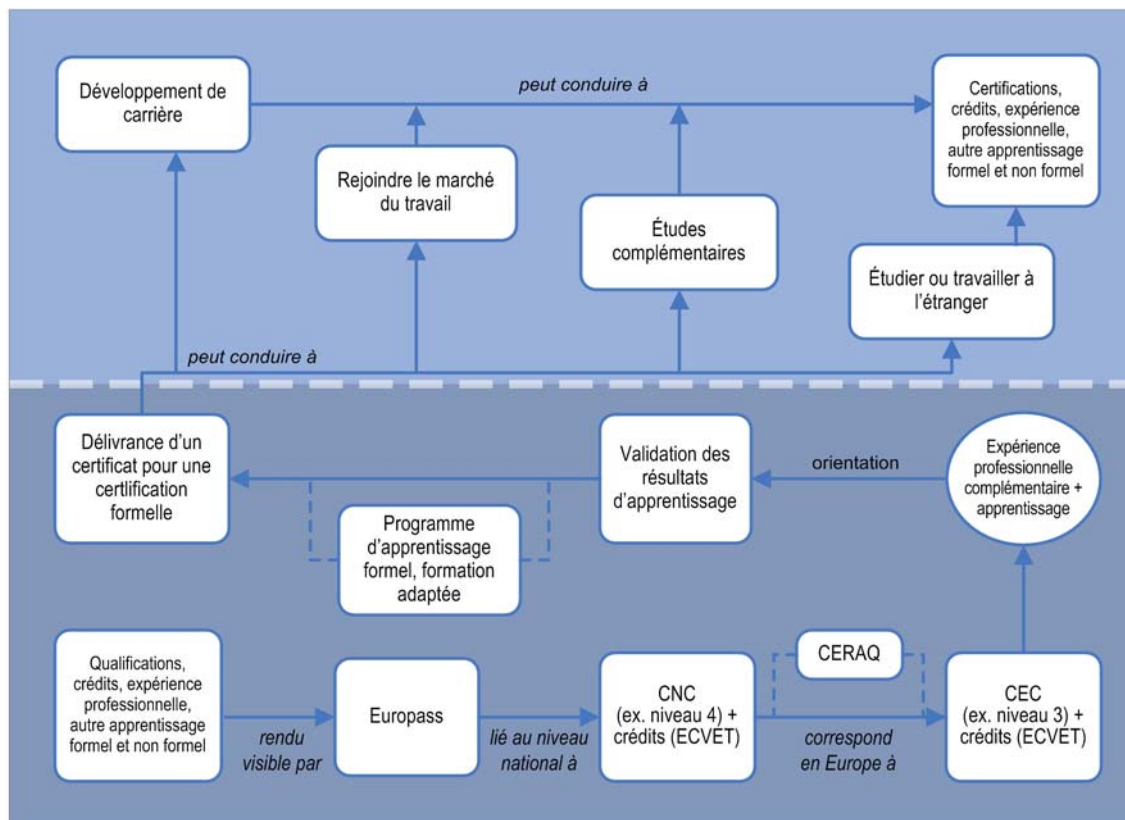 Développement de
carrière
peut conduire à
Certifications,
crédits, expérience
professionnelle,
autre apprentissage
formel et non formel
Rejoindre le marché
du travail
Études
complémentaires
Étudier ou travailler à
l'étranger
peut conduire à
Délivrance d'un
certificat pour une
certlification
formelle
Validation des
résultats
d'apprentissage
orientation
Expérience
professionnelle
complémentaire +
apprentissage
Programme
d'apprentissage
formel, formation
adaptée
Qualifications,
crédits, expérience
professionnelle,
autre apprentissage
formel et non formel
rendu
visible par
Europass
lié au niveau
national à
CNC
(ex. niveau 4) +
crédits (ECVET)
CERAQ
correspond
en Europe à
CEC
(ex. niveau 3) +
crédits (ECVET)